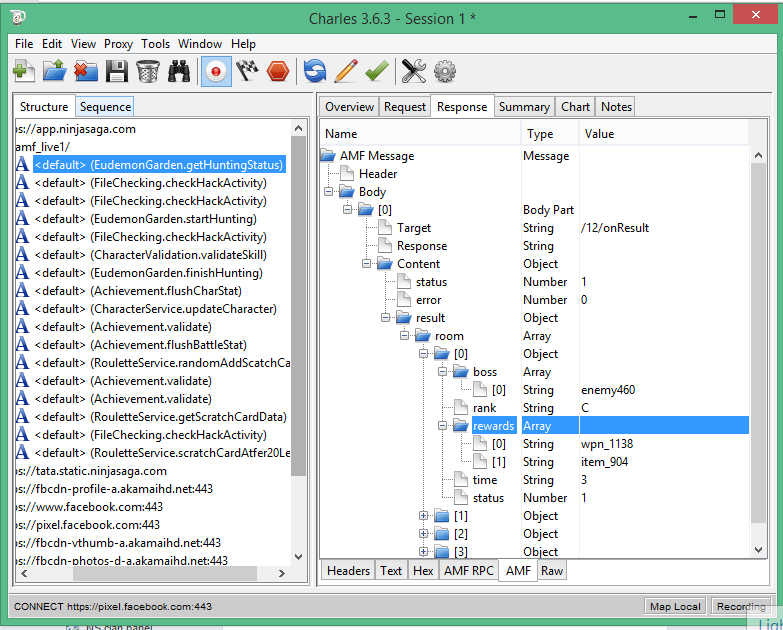 Charles 3.6.3 - Session 1 *
File Edit View Proxy Tools Window Help
Structure Sequence
ps://app.ninjasaga.com
amf_live1/
<default> (EudemonGarden.getHuntingStatus)
<default> (FileChecking.checkHackActivity)
<default> (FileChecking.checkHackActivity)
<default> (EudemonGarden.startHunting)
<default> (FileChecking.checkHackActivity)
<default> (CharacterValidation.validateSkill)
<default> (EudemonGarden.finishHunting)
<default> (Achievement.flushCharStat)
<default> (CharacterService.updateCharacter)
<default> (Achievement.validate)
<default> (Achievement.flushBattleStat)
<default> (RouletteService.randomAddScatchCa
<default> (Achievement.validate)
<default> (Achievement.validate)
<default> (RouletteService.getScratchCardData)
<default> (FileChecking.checkHackActivity)
<default> (RouletteService.scratchCardAtfer20Le
ps://tata.static.ninjasaga.com
ps://fbcdn-profile-a.akamaihd.net:443
ps://www.facebook.com:443
ps://pixel.facebook.com:443
ps://fbcdn-vthumb-a.akamaihd.net:443
ps://fbcdn-photos-d-a.akamaihd.net:443
Overview Request Response Summary Chart Notes
Name Type Value
AMF Message Message
Header
Body
[0] Body Part
Target String /12/onResult
Response String
Content Object
status Number 1
error Number 0
result Object
room Array
[0] Object
boss Array
[0] String enemy460
rank String C
rewards Array
[0] String wpn_1138
[1] String item_904
time String 3
status Number 1
[1] Object
[2] Object
[3] Object
Headers Text Hex AMF RPC AMF Raw
CONNECT https://pixel.facebook.com:443 Map Local Recording
NS clan panel